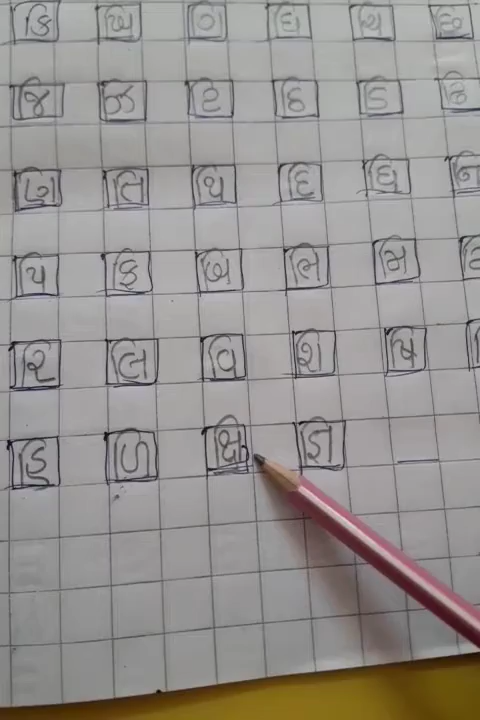 કિ ખિ ગિ ઘિ ચિ છિ
જિ ઝિ ટિ ઠિ ડિ ઢિ
ણિ તિ થિ દિ ધિ નિ
પિ ફિ બિ ભિ મિ
રિ લિ વિ શિ ષિ
હિ ળિ ક્ષિ જ્ઞિ